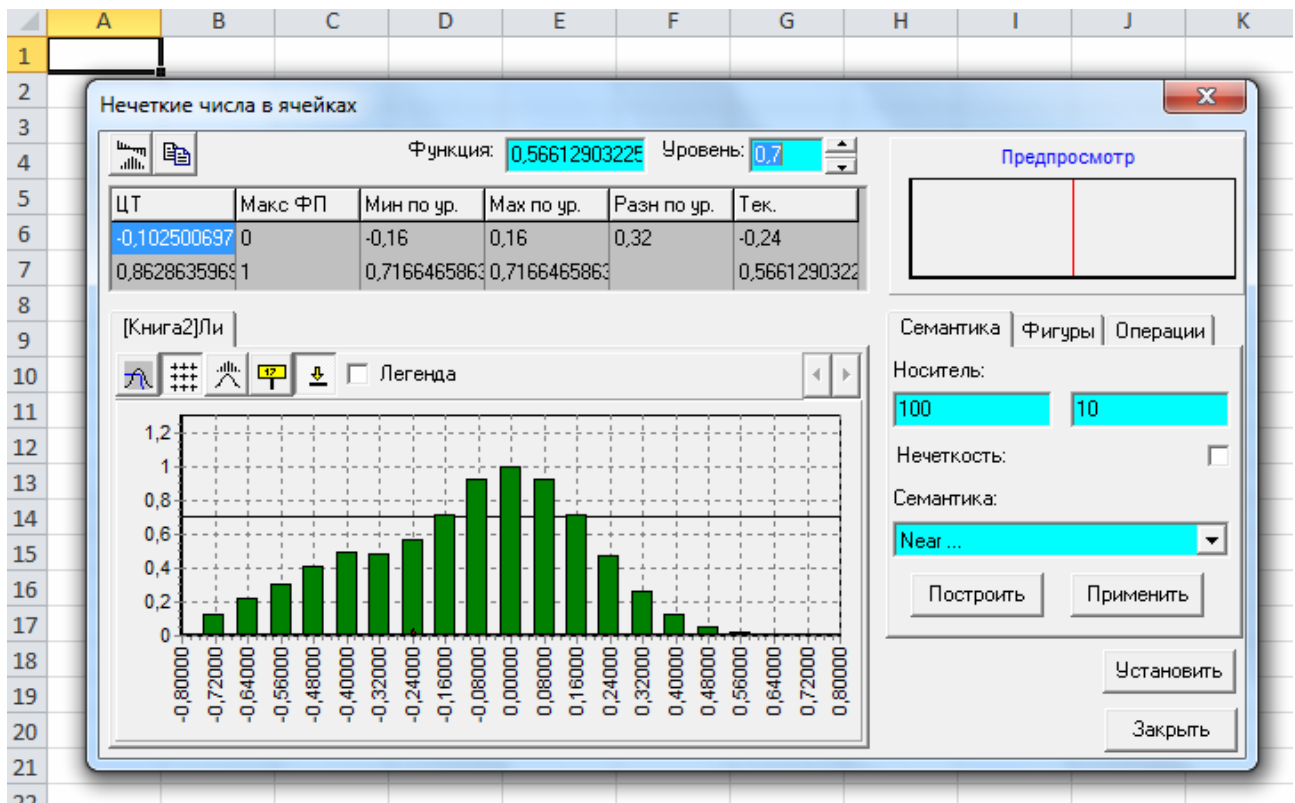 A B C D E F G H I J K
1
2
3
4
5
6
7
8
9
10
11
12
13
14
15
16
17
18
19
20
21
22
Нечеткие числа в ячейках
Функция: 0,56612903225 Уровень: 0,7
ЦТ Макс ФП Мин по ур. Мах по ур. Разн по ур. Тек.
-0,102500697 0 -0,16 0,16 0,32 -0,24
0,8628635969 1 0,7166465863 0,7166465863 0,5661290322
[Книга2]Ли
12 Легенда
1,2
1
0,8
0,6
0,4
0,2
0
-0,80000 -0,72000 -0,64000 -0,56000 -0,48000 -0,40000 -0,32000 -0,24000 -0,16000 -0,08000 0,00000 0,08000 0,16000 0,24000 0,32000 0,40000 0,48000 0,56000 0,64000 0,72000 0,80000
Предпросмотр
Семантика Фигуры Операции
Носитель:
100 10
Нечеткость:
Семантика:
Near ...
Построить Применить
Установить
Закрыть